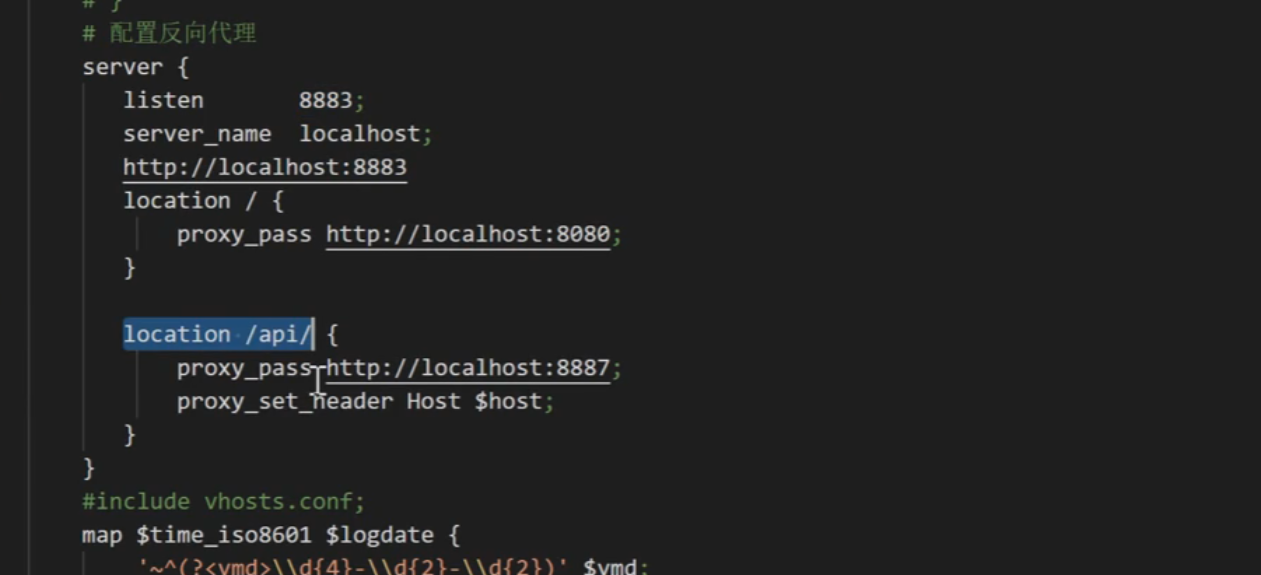 # }
# 配置反向代理
server {
listen 8883;
server_name localhost;
http://localhost:8883
location / {
proxy_pass http://localhost:8080;
}
location /api/ {
proxy_pass http://localhost:8887;
proxy_set_header Host $host;
}
}
#include vhosts.conf;
map $time_iso8601 $logdate {
'~^(?<ymd>\\d{4}-\\d{2}-\\d{2})' $ymd;